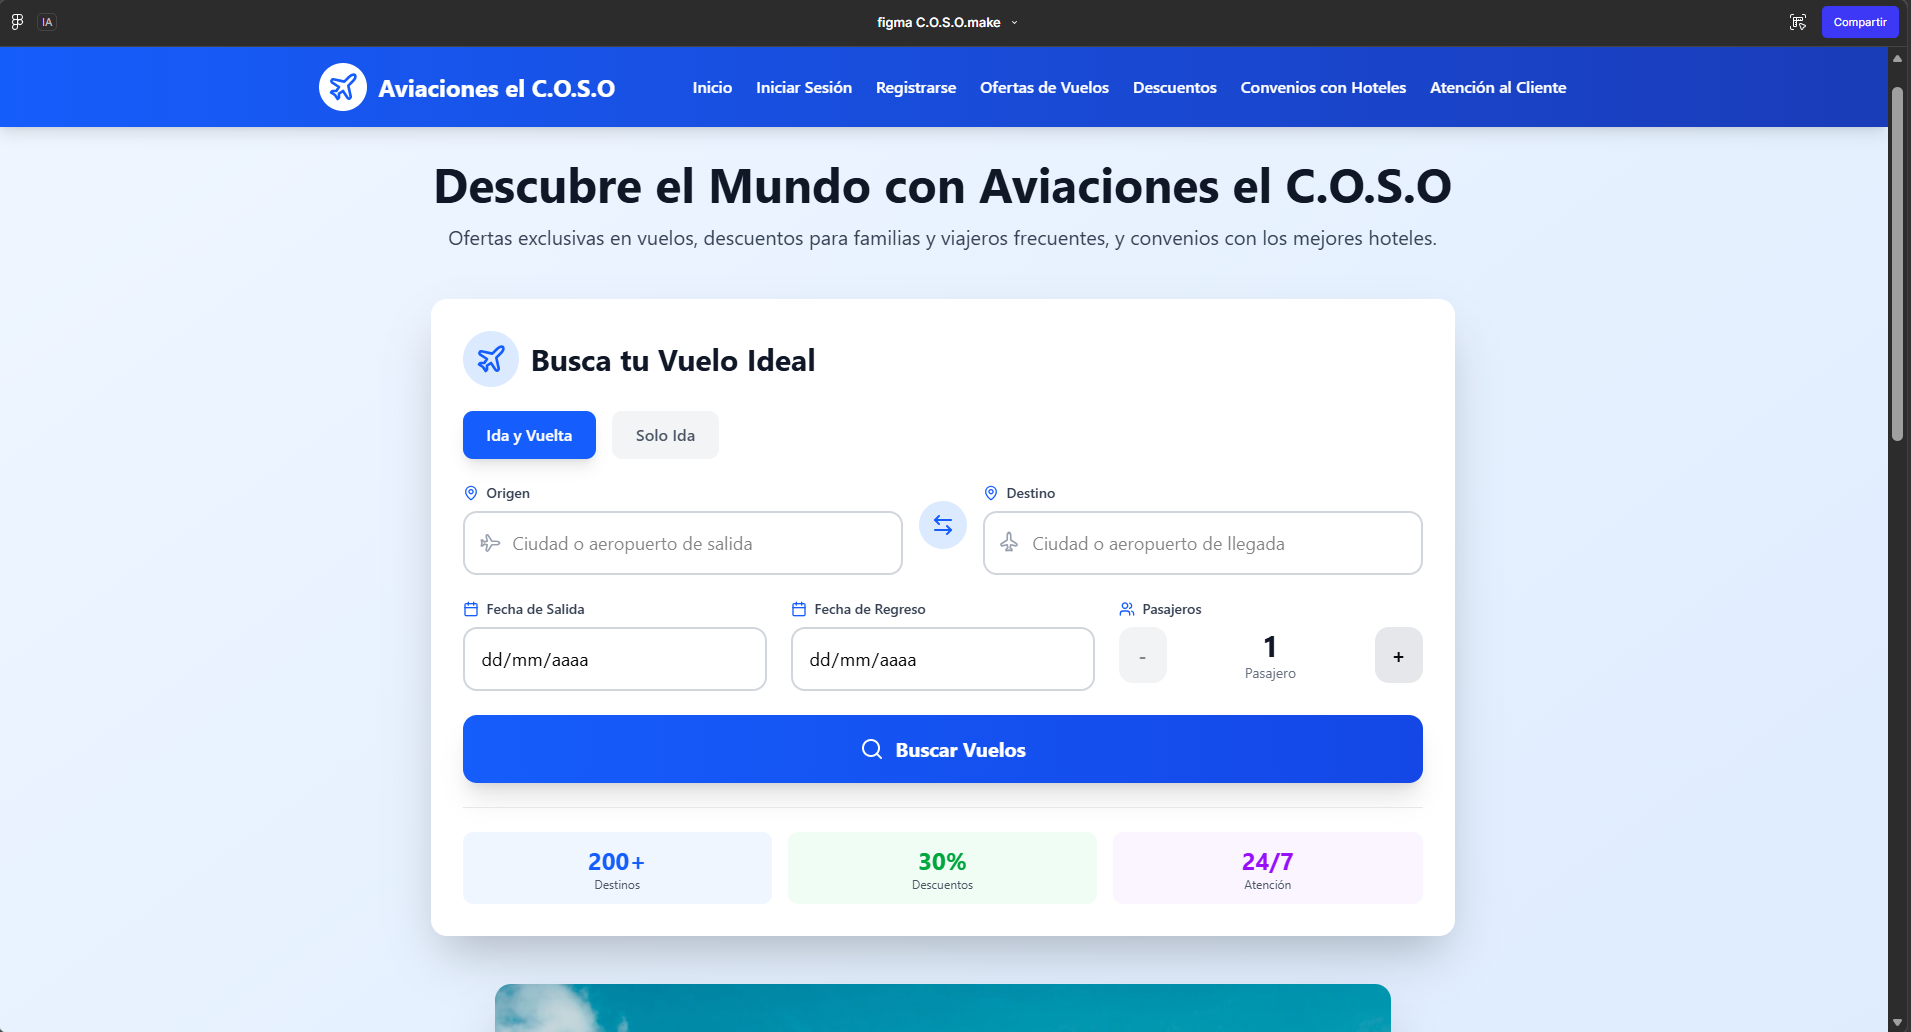 IA
figma C.O.S.O.make
Compartir
Aviaciones el C.O.S.O
Inicio
Iniciar Sesión
Registrarse
Ofertas de Vuelos
Descuentos
Convenios con Hoteles
Atención al Cliente
Descubre el Mundo con Aviaciones el C.O.S.O
Ofertas exclusivas en vuelos, descuentos para familias y viajeros frecuentes, y convenios con los mejores hoteles.
Busca tu Vuelo Ideal
Ida y Vuelta
Solo Ida
Origen
Destino
Ciudad o aeropuerto de salida
Ciudad o aeropuerto de llegada
Fecha de Salida
Fecha de Regreso
Pasajeros
dd/mm/aaaa
dd/mm/aaaa
-
1
+
Pasajero
Buscar Vuelos
200+
Destinos
30%
Descuentos
24/7
Atención